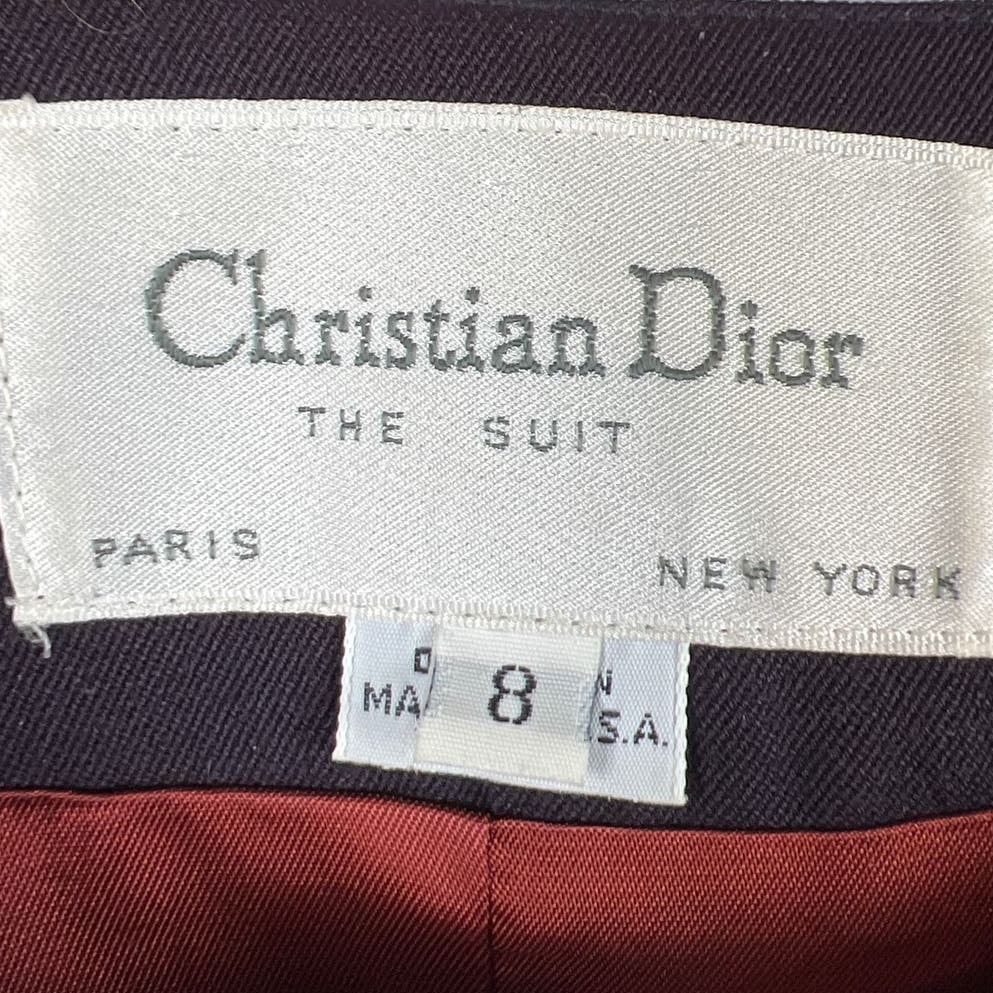 Christian Dior
THE SUIT
PARIS NEW YORK
8